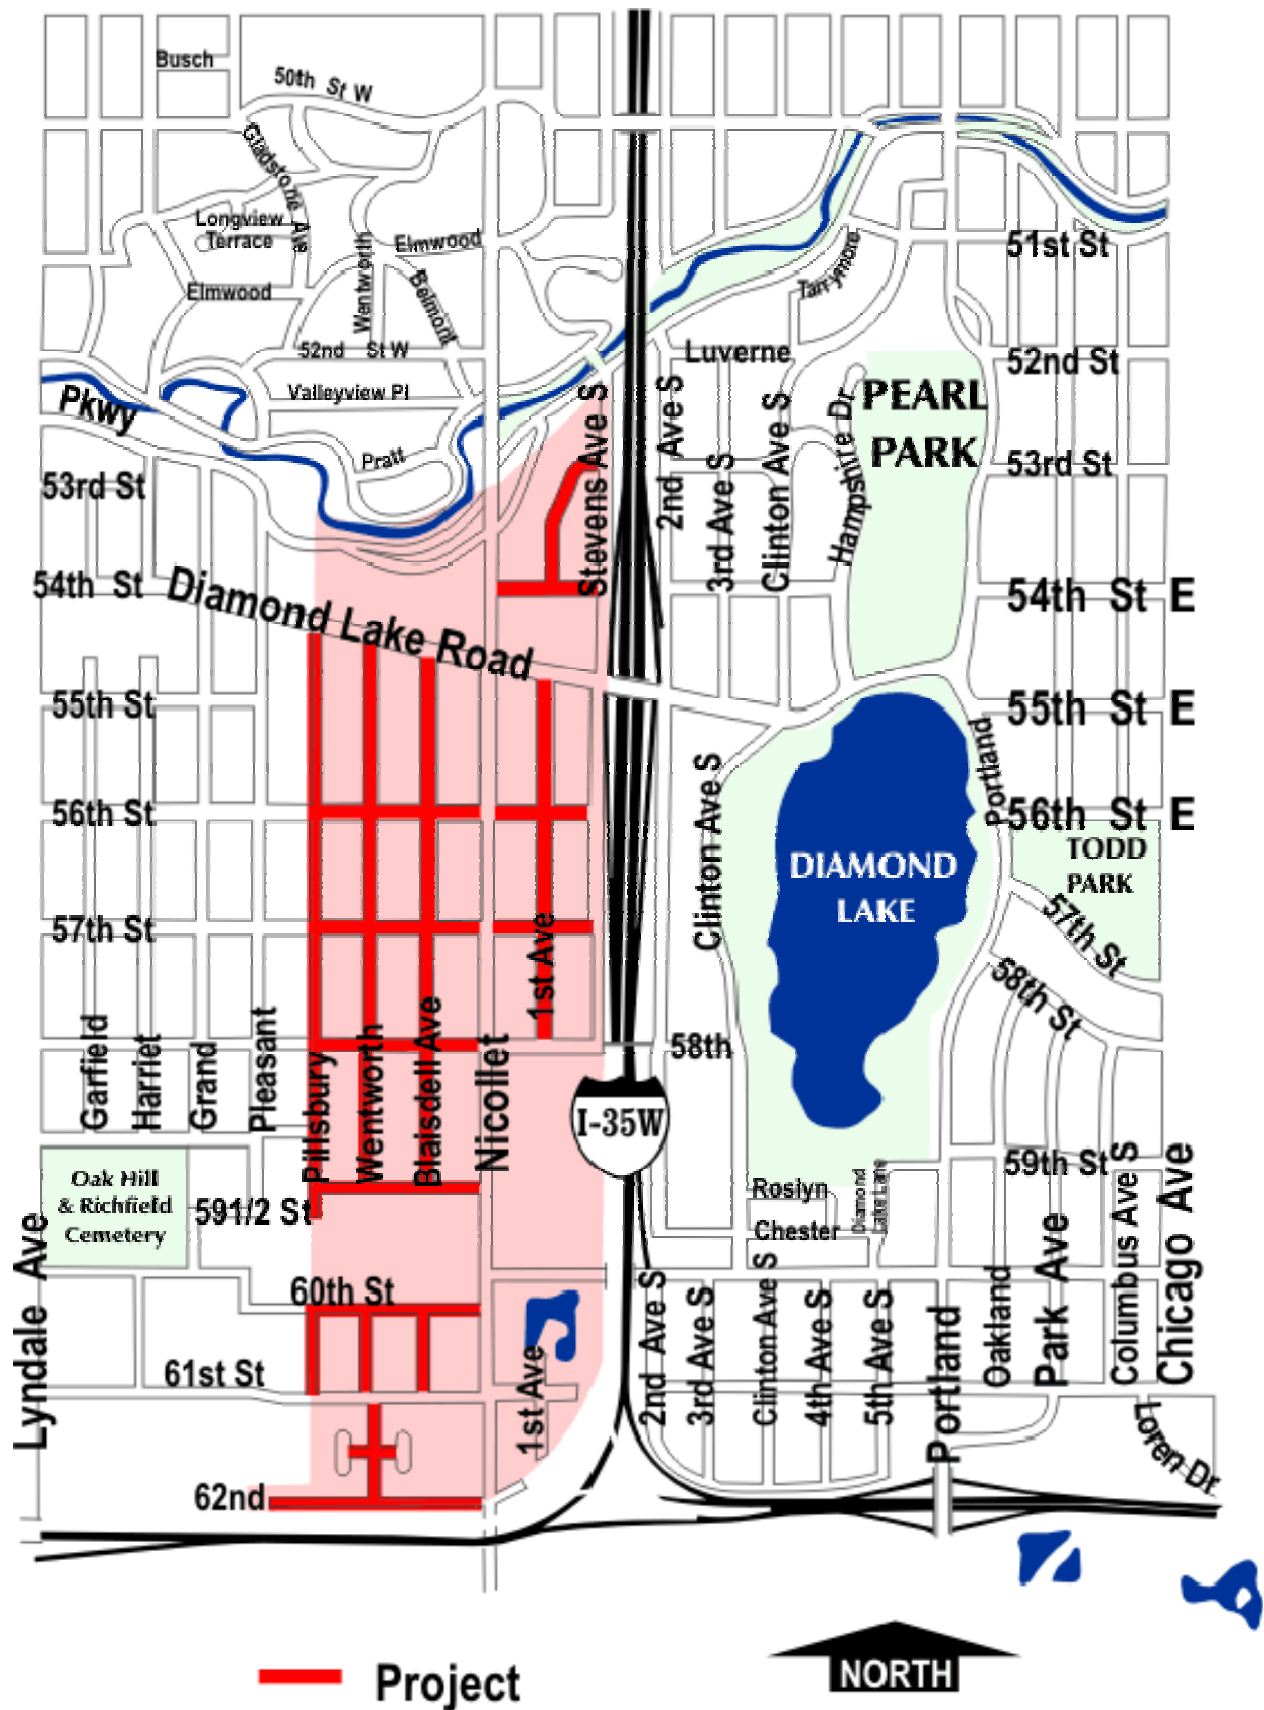 Busch
50th St W
Gladstone Ave
Longview
Terrace
Elmwood
Wentworth
Elmwood
Belmont
Tarrymore
51st St
52nd St W
Luverne
52nd St
Valleyview Pl
Pkwy
Pratt
PEARL
PARK
Stevens Ave S
2nd Ave S
3rd Ave S
Clinton Ave S
Hampshire Dr
53rd St
53rd St
54th St
Diamond Lake Road
54th St E
55th St
55th St E
Portland
56th St
56th St E
Clinton Ave S
DIAMOND
LAKE
TODD
PARK
57th St
57th St
58th St
1st Ave
58th
Garfield
Harriet
Grand
Pleasant
Pillsbury
Wentworth
Blaisdell Ave
Nicollet
I-35W
59th St
Oak Hill
& Richfield
Cemetery
591/2 St
Roslyn
Chester
Diamond
Lake Lane
Lyndale Ave
60th St
61st St
1st Ave
2nd Ave S
3rd Ave S
Clinton Ave S
4th Ave S
5th Ave S
Portland
Oakland
Park Ave
Columbus Ave S
Chicago Ave
Loren Dr.
62nd
Project
NORTH